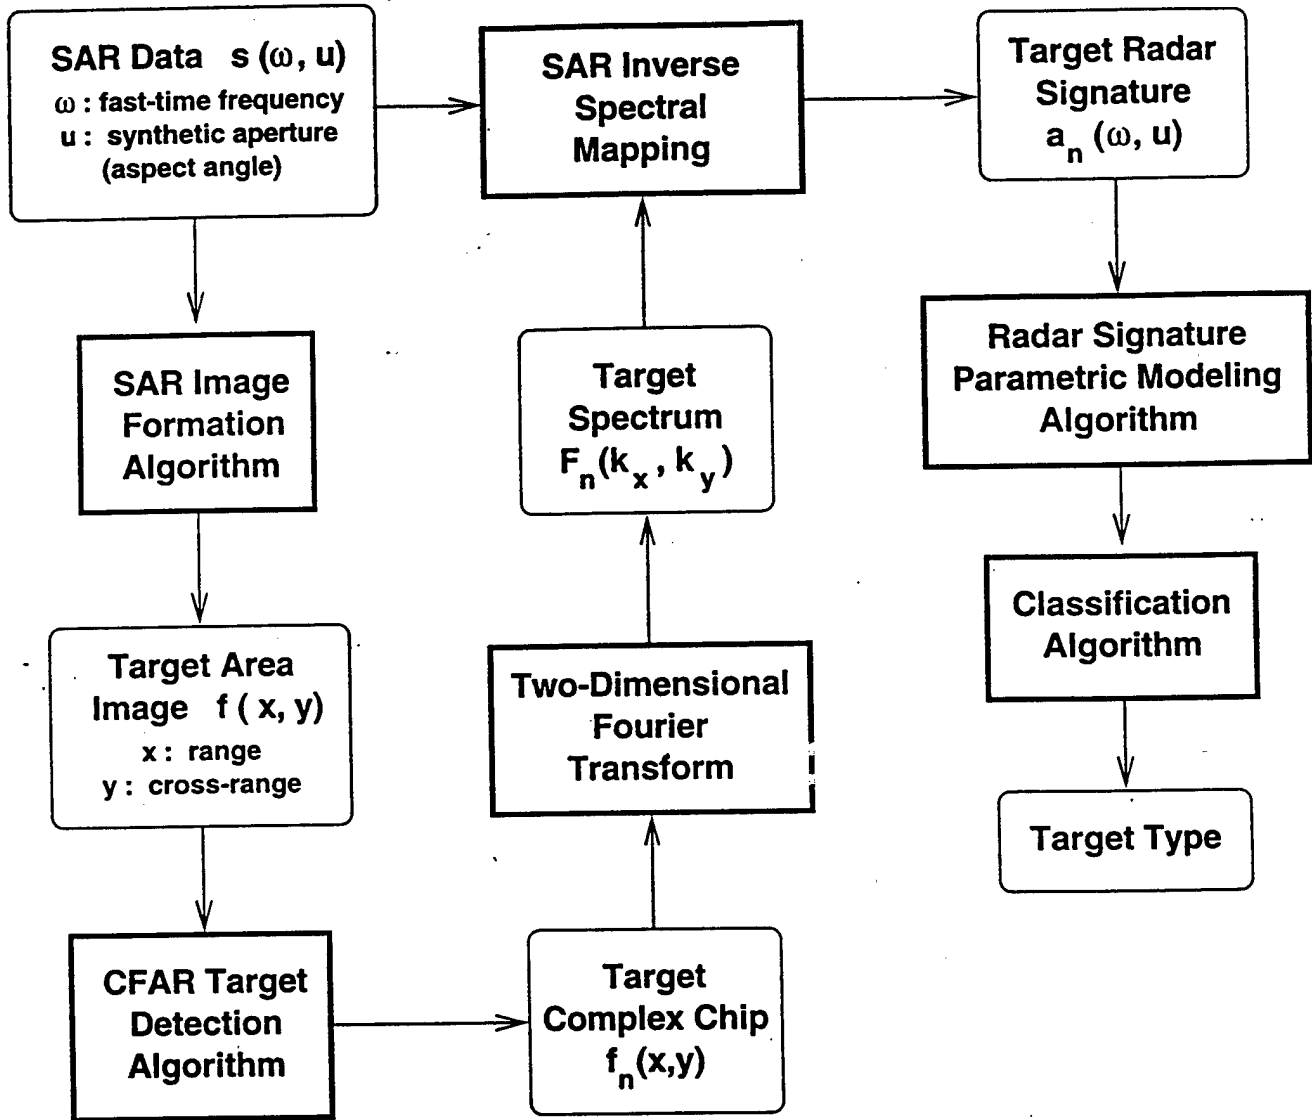 SAR Data s (ω, u)
ω : fast-time frequency
u : synthetic aperture
(aspect angle)
SAR Image
Formation
Algorithm
Target Area
Image f ( x, y)
x : range
y : cross-range
CFAR Target
Detection
Algorithm
Target
Complex Chip
f_n(x,y)
Two-Dimensional
Fourier
Transform
Target
Spectrum
F_n(k_x , k_y)
SAR Inverse
Spectral
Mapping
Target Radar
Signature
a_n (ω, u)
Radar Signature
Parametric Modeling
Algorithm
Classification
Algorithm
Target Type